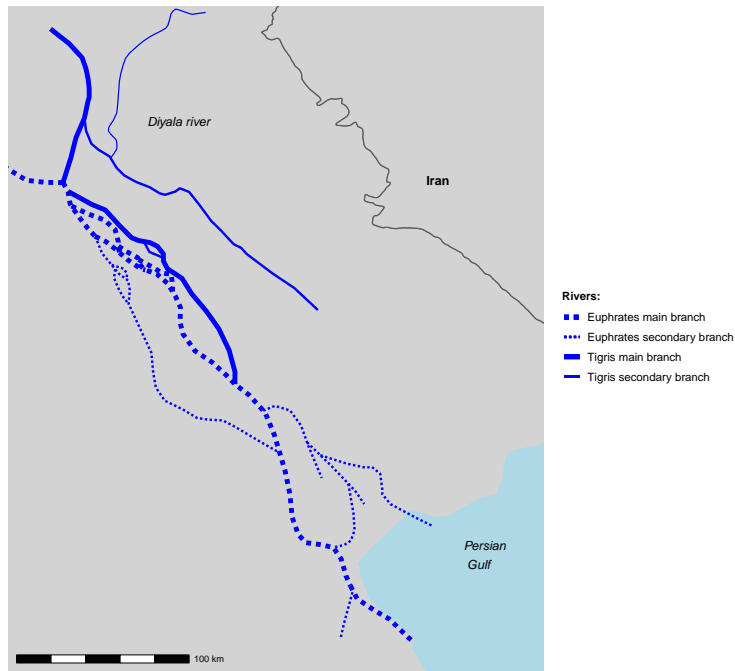 Diyala river
Iran
Rivers:
Euphrates main branch
Euphrates secondary branch
Tigris main branch
Tigris secondary branch
Persian
Gulf
100 km